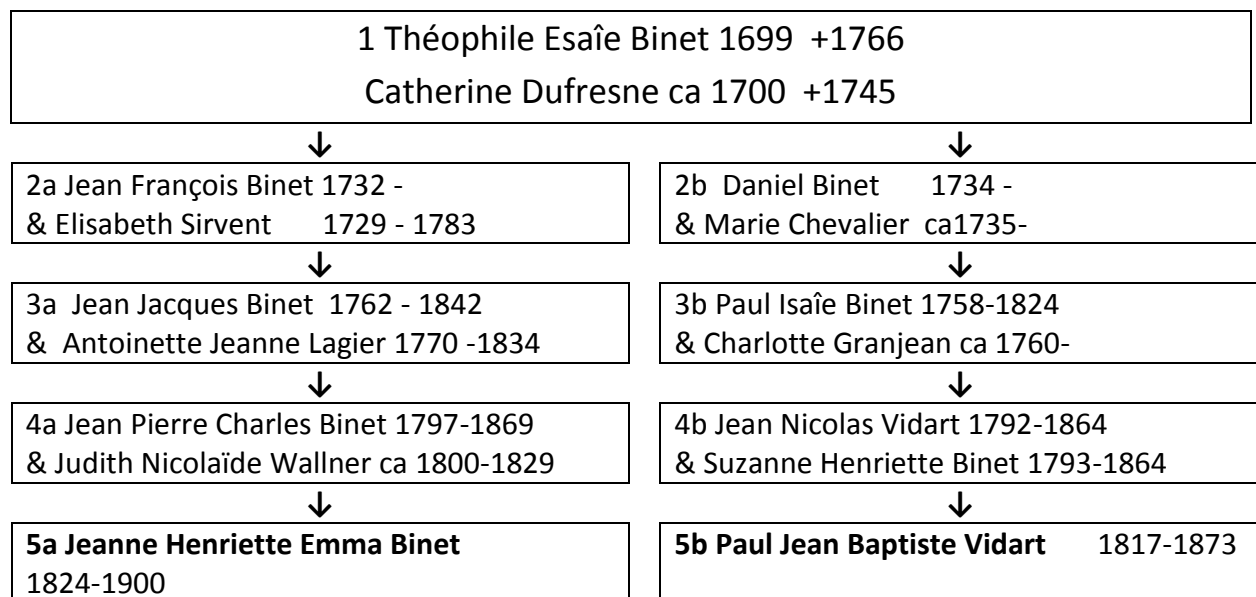 1 Théophile Esaîe Binet 1699 +1766
Catherine Dufresne ca 1700 +1745
↓ ↓
2a Jean François Binet 1732 -
& Elisabeth Sirvent 1729 - 1783
2b Daniel Binet 1734 -
& Marie Chevalier ca1735-
↓ ↓
3a Jean Jacques Binet 1762 - 1842
& Antoinette Jeanne Lagier 1770 -1834
3b Paul Isaîe Binet 1758-1824
& Charlotte Granjean ca 1760-
↓ ↓
4a Jean Pierre Charles Binet 1797-1869
& Judith Nicolaïde Wallner ca 1800-1829
4b Jean Nicolas Vidart 1792-1864
& Suzanne Henriette Binet 1793-1864
↓ ↓
5a Jeanne Henriette Emma Binet
1824-1900
5b Paul Jean Baptiste Vidart 1817-1873